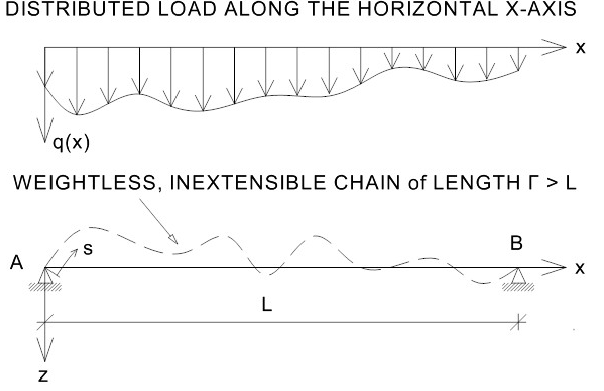 DISTRIBUTED LOAD ALONG THE HORIZONTAL X-AXIS
x
q(x)
WEIGHTLESS, INEXTENSIBLE CHAIN of LENGTH Γ > L
A
s
B
x
L
z